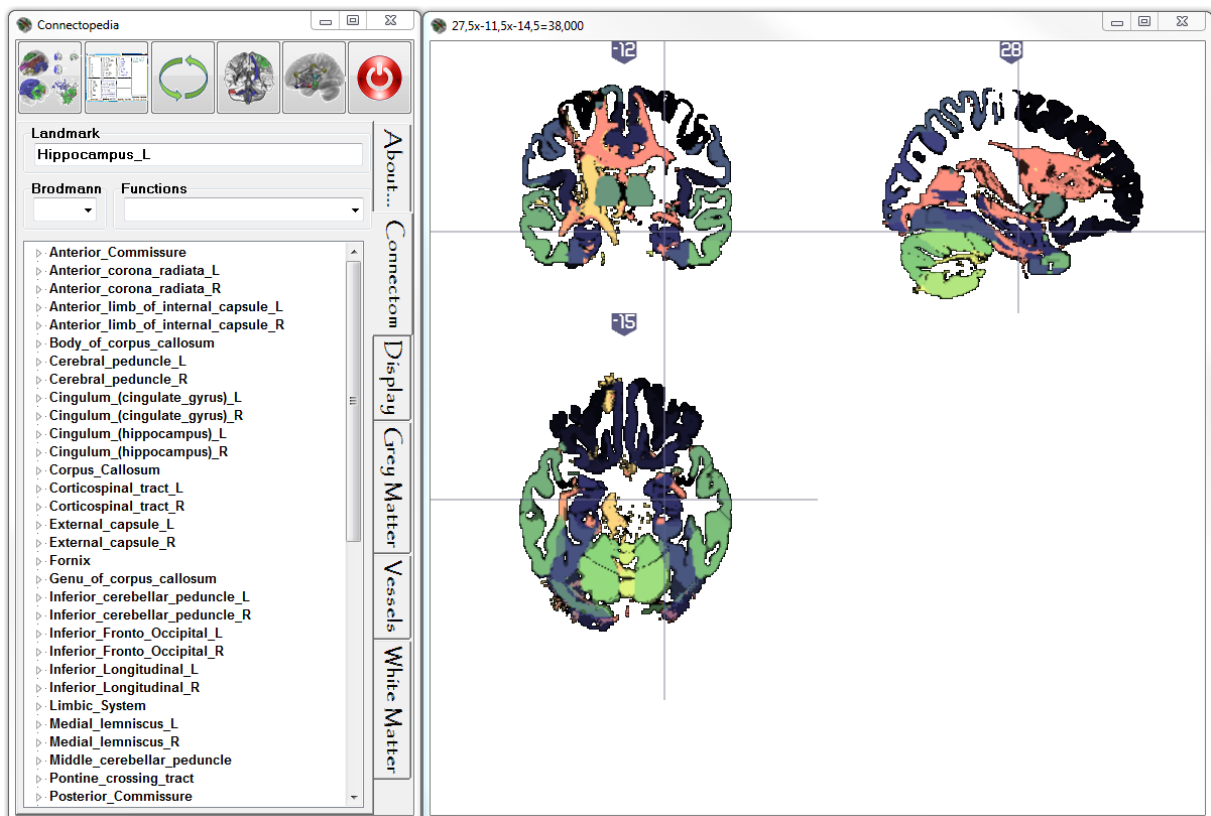 Connectopedia
Landmark
Hippocampus_L
Brodmann
Functions
Anterior_Commissure
Anterior_corona_radiata_L
Anterior_corona_radiata_R
Anterior_limb_of_internal_capsule_L
Anterior_limb_of_internal_capsule_R
Body_of_corpus_callosum
Cerebral_peduncle_L
Cerebral_peduncle_R
Cingulum_(cingulate_gyrus)_L
Cingulum_(cingulate_gyrus)_R
Cingulum_(hippocampus)_L
Cingulum_(hippocampus)_R
Corpus_Callosum
Corticospinal_tract_L
Corticospinal_tract_R
External_capsule_L
External_capsule_R
Fornix
Genu_of_corpus_callosum
Inferior_cerebellar_peduncle_L
Inferior_cerebellar_peduncle_R
Inferior_Fronto_Occipital_L
Inferior_Fronto_Occipital_R
Inferior_Longitudinal_L
Inferior_Longitudinal_R
Limbic_System
Medial_lemniscus_L
Medial_lemniscus_R
Middle_cerebellar_peduncle
Pontine_crossing_tract
Posterior_Commissure
About...
Connectom
Display
Grey Matter
Vessels
White Matter
27,5x-11,5x-14,5=38,000
-12
28
-15